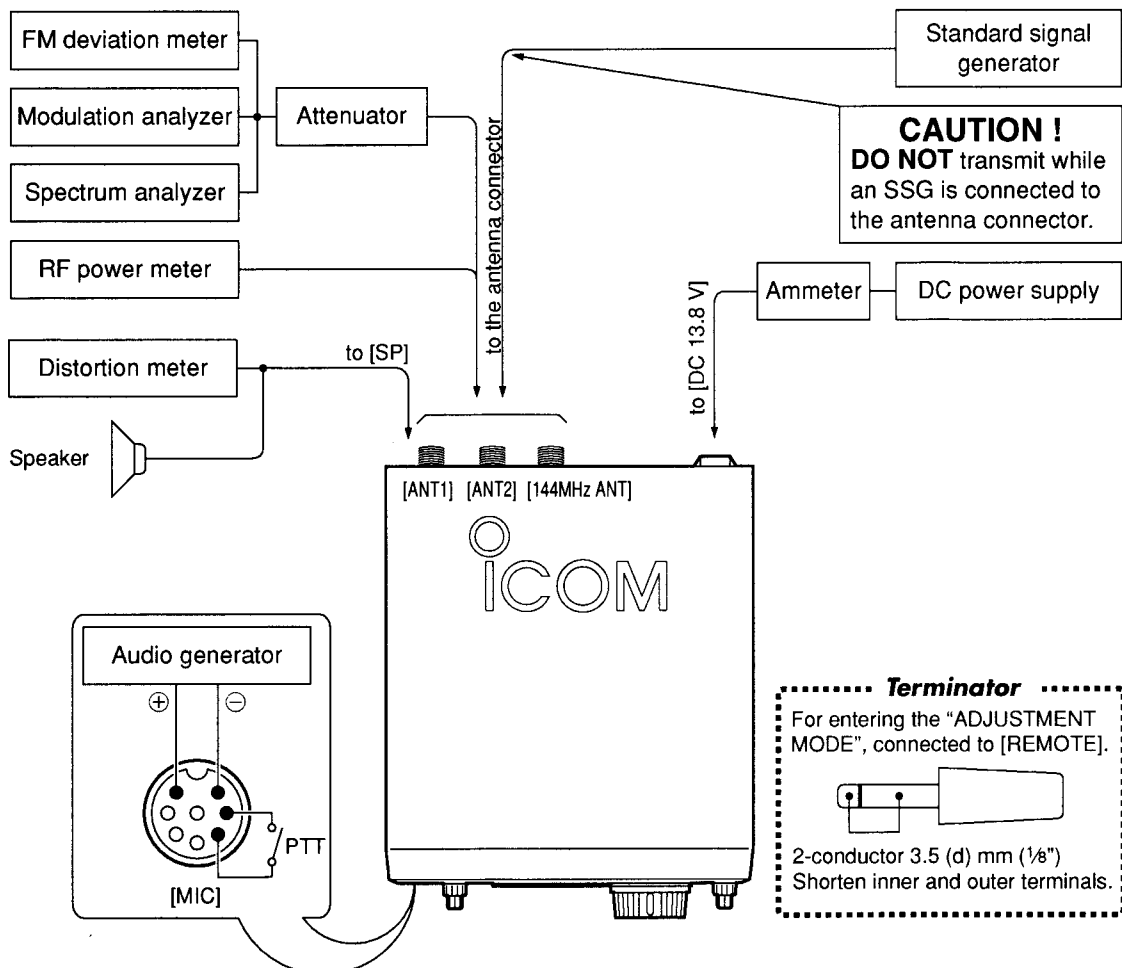 FM deviation meter
Modulation analyzer
Spectrum analyzer
Attenuator
RF power meter
Distortion meter
Speaker
to [SP]
to the antenna connector
Standard signal
generator
CAUTION !
DO NOT transmit while
an SSG is connected to
the antenna connector.
Ammeter
DC power supply
to [DC 13.8 V]
[ANT1] [ANT2] [144MHz ANT]
iCOM
Audio generator
⊕ ⊖
PTT
[MIC]
Terminator
For entering the “ADJUSTMENT
MODE”, connected to [REMOTE].
2-conductor 3.5 (d) mm (⅛")
Shorten inner and outer terminals.